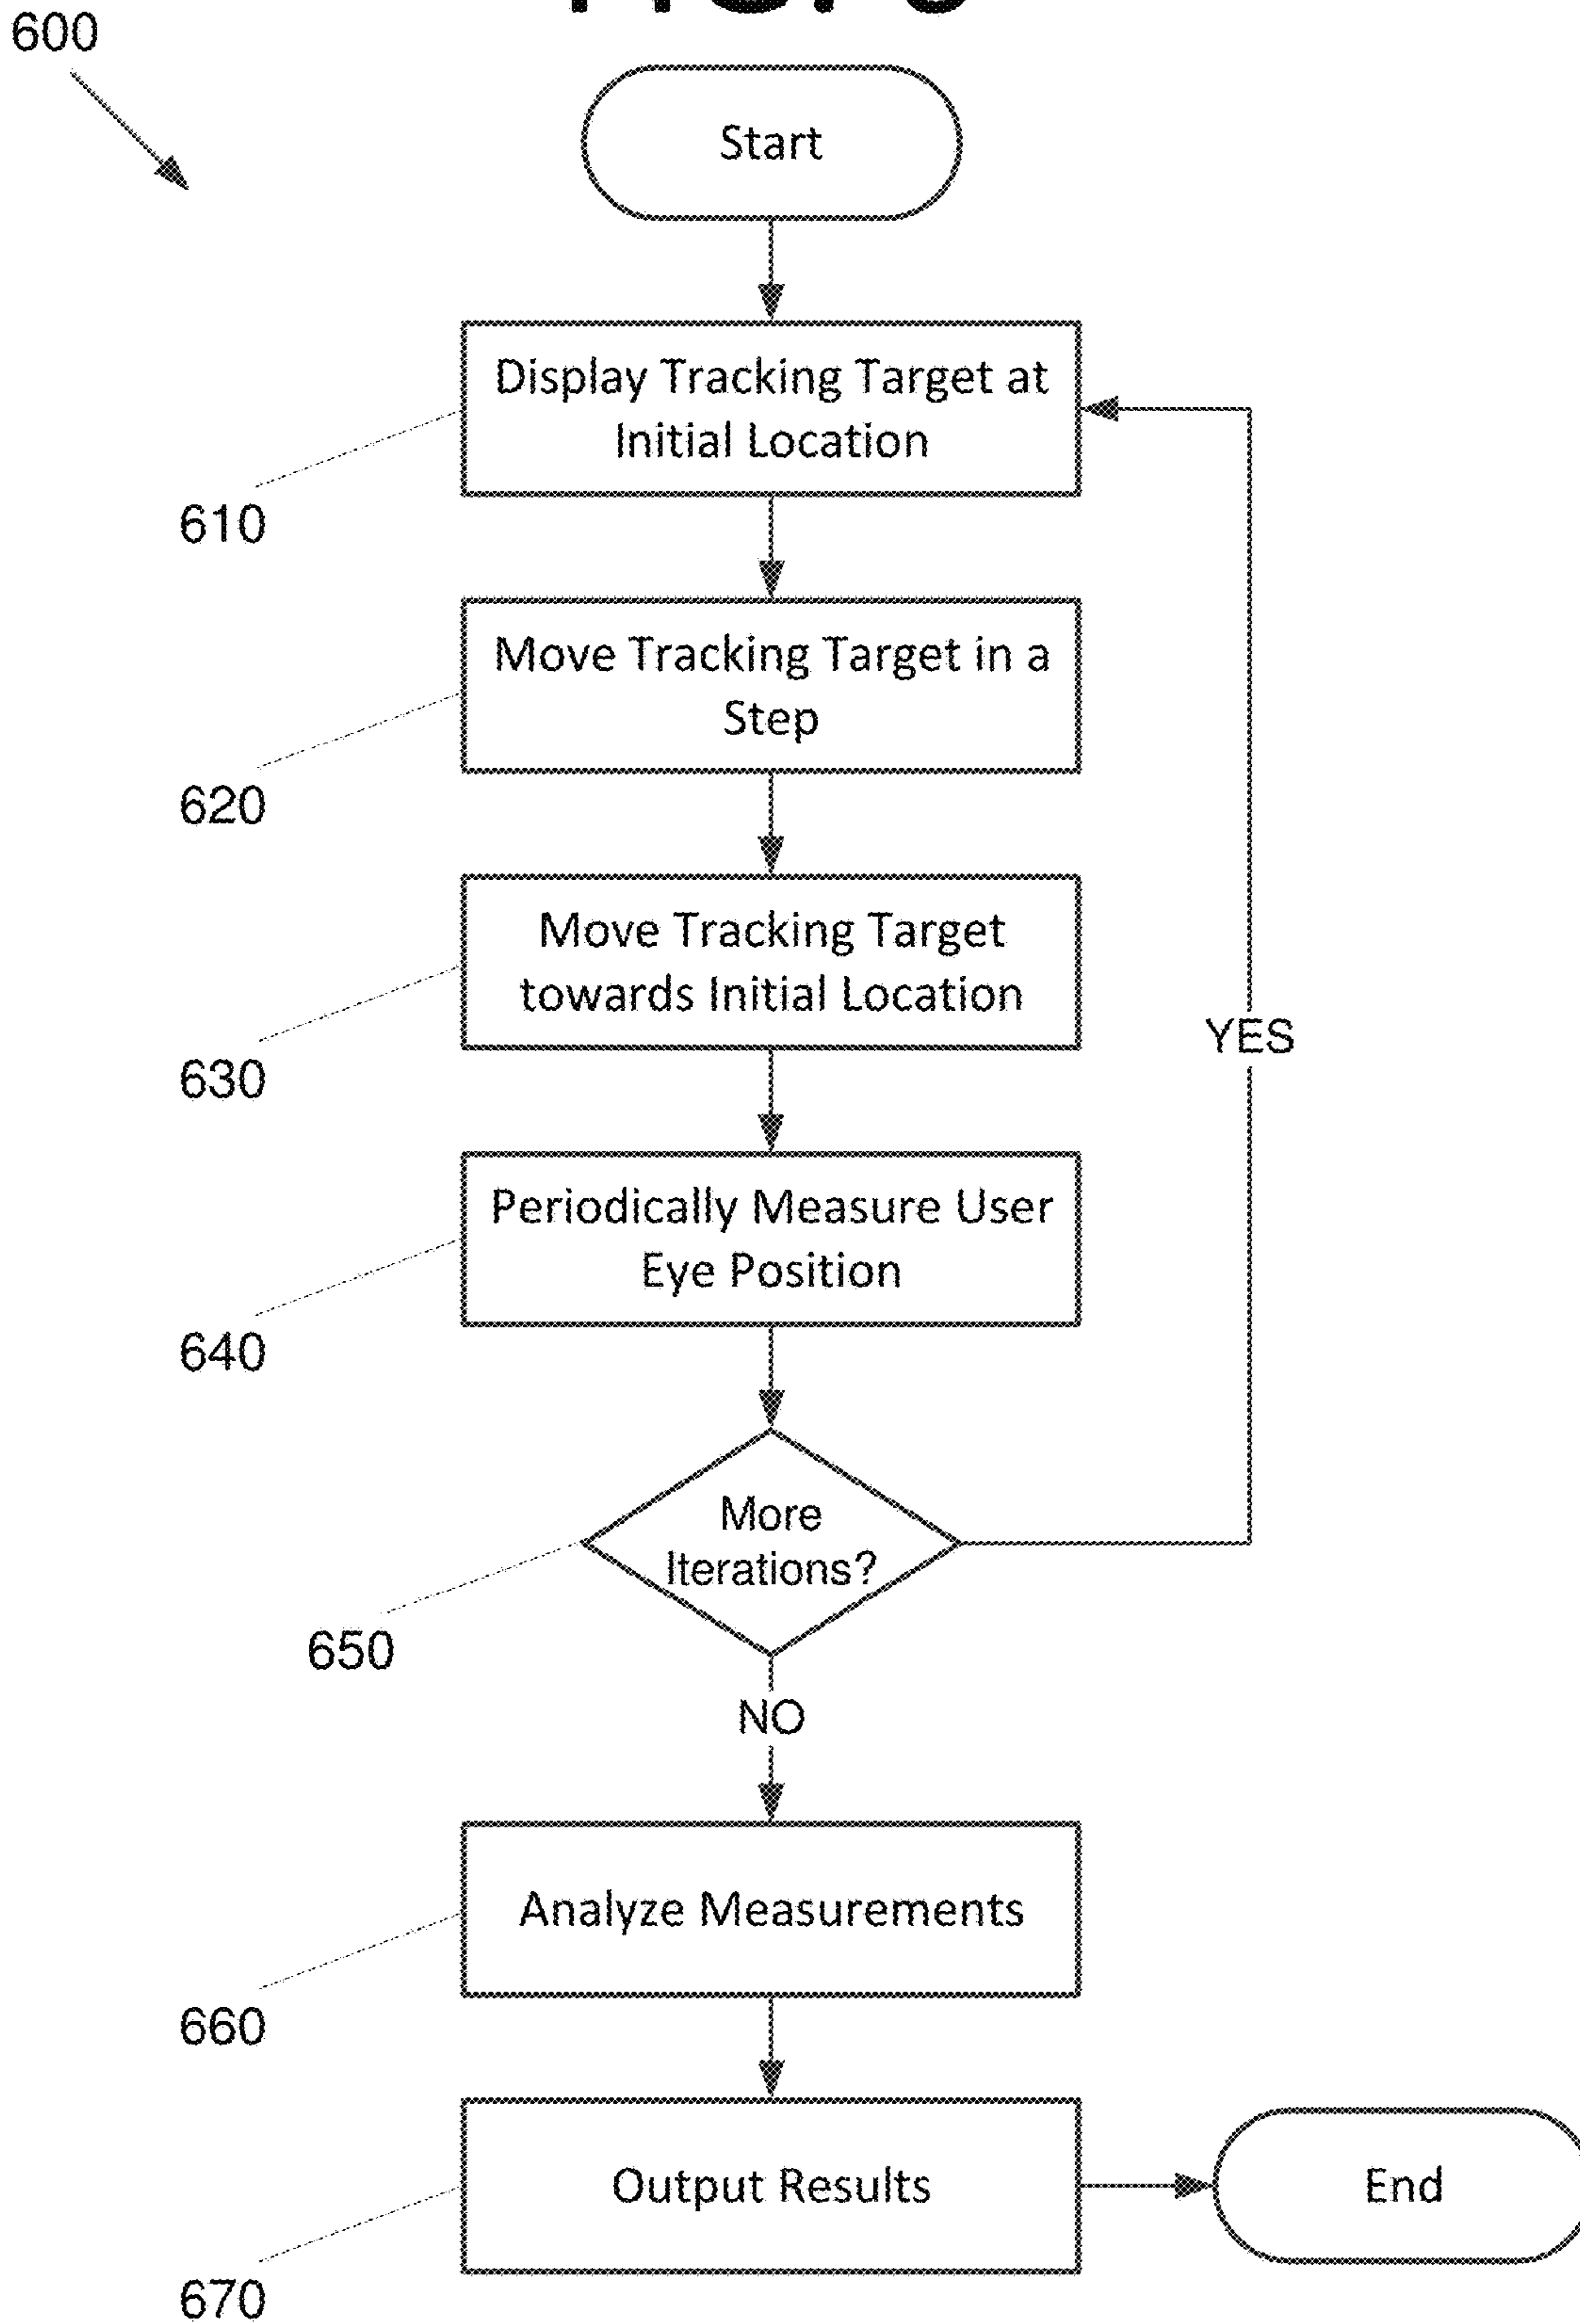 600
Start
Display Tracking Target at
Initial Location
610
Move Tracking Target in a
Step
620
Move Tracking Target
towards Initial Location
630
YES
Periodically Measure User
Eye Position
640
More
Iterations?
650
NO
Analyze Measurements
660
Output Results
End
670